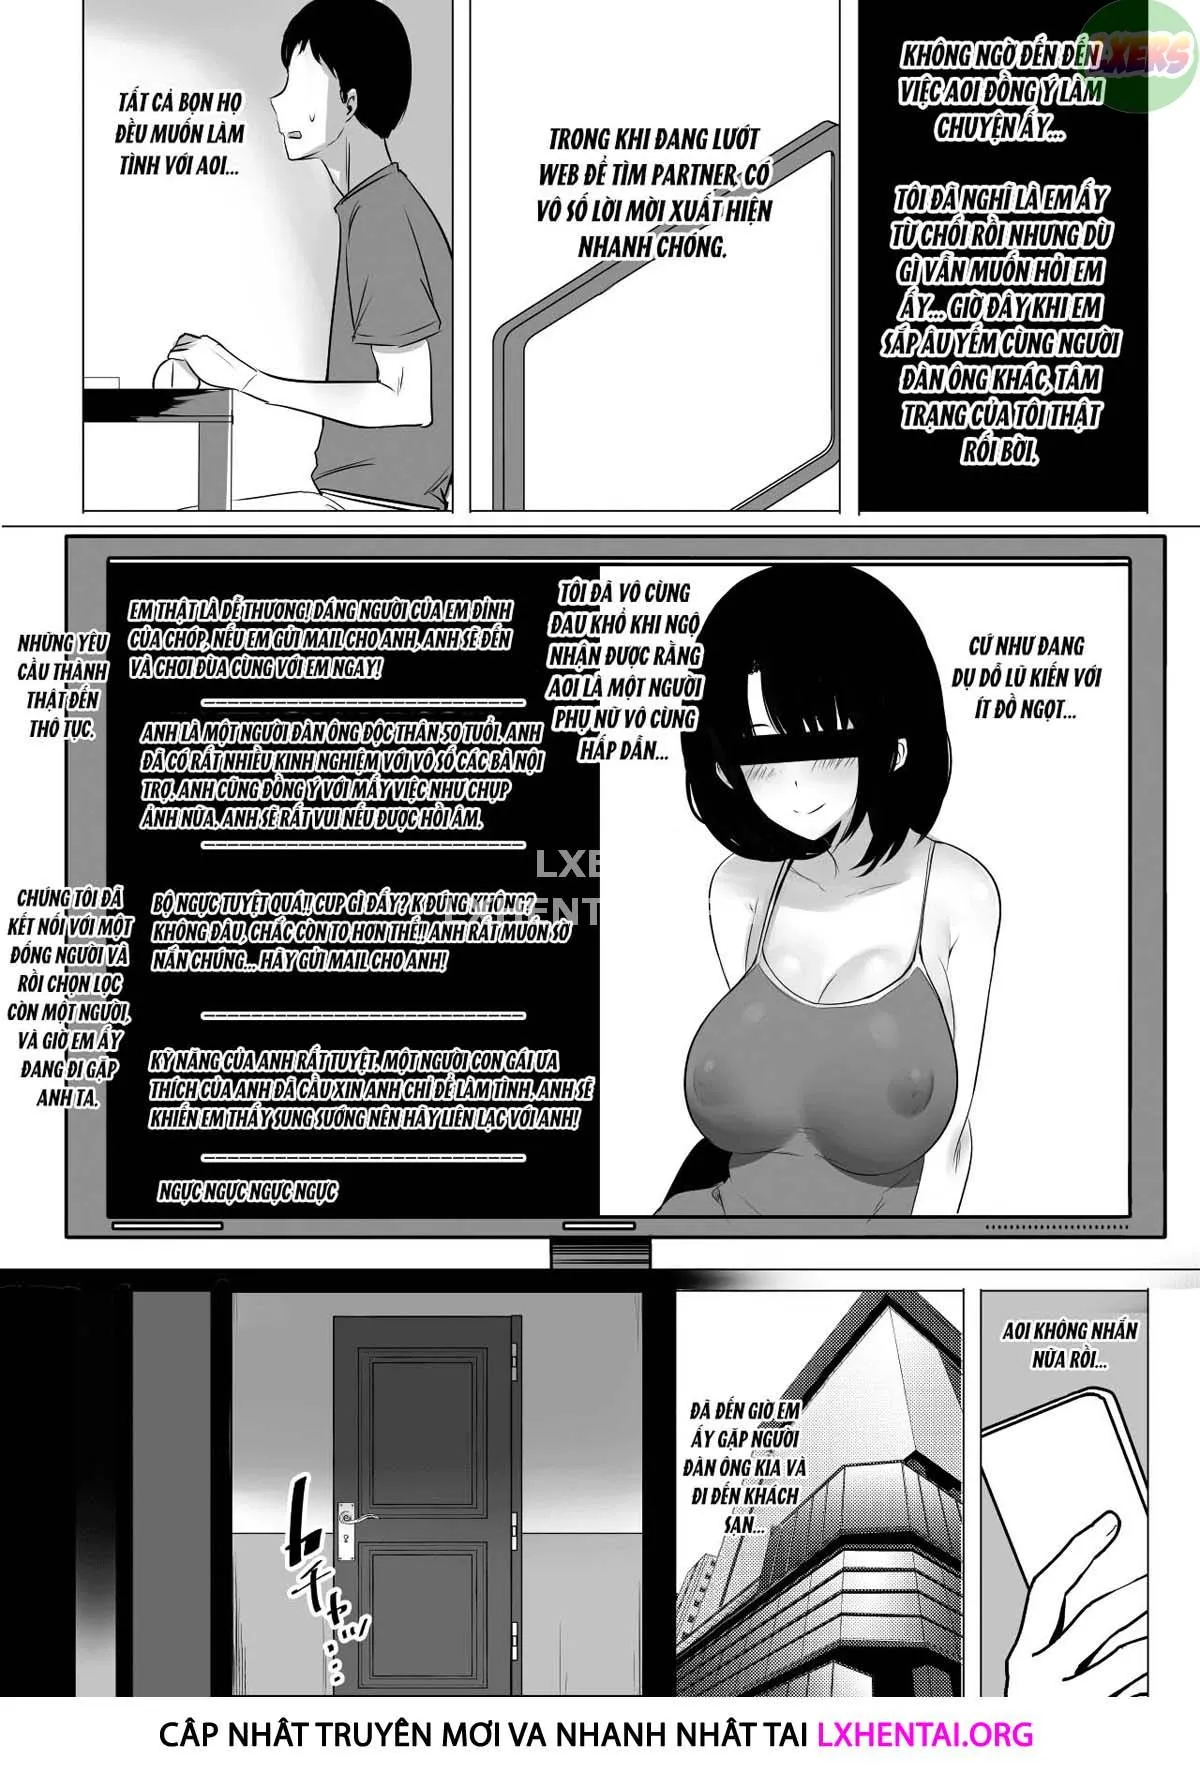 KHÔNG NGỜ ĐẾN ĐẾN
VIỆC AOI ĐỒNG Ý LÀM
CHUYỆN ẤY...
TÔI ĐÃ NGHĨ LÀ EM ẤY
TỪ CHỐI RỒI NHƯNG DÙ
GÌ VẪN MUỐN HỎI EM
ẤY... GIỜ ĐÂY KHI EM
SẮP ÂU YẾM CÙNG NGƯỜI
ĐÀN ÔNG KHÁC, TÂM
TRẠNG CỦA TÔI THẬT
RỐI BỜI.
TRONG KHI ĐANG LƯỚT
WEB ĐỂ TÌM PARTNER, CÓ
VÔ SỐ LỜI MỜI XUẤT HIỆN
NHANH CHÓNG.
TẤT CẢ BỌN HỌ
ĐỀU MUỐN LÀM
TÌNH VỚI AOI...
CỨ NHƯ ĐANG
DỤ DỖ LŨ KIẾN VỚI
ÍT ĐỒ NGỌT...
TÔI ĐÃ VÔ CÙNG
ĐAU KHỔ KHI NGỘ
NHẬN ĐƯỢC RẰNG
AOI LÀ MỘT NGƯỜI
PHỤ NỮ VÔ CÙNG
HẤP DẪN...
EM THẬT LÀ DỄ THƯƠNG! DÁNG NGƯỜI CỦA EM ĐỈNH
CỦA CHÓP, NẾU EM GỬI MAIL CHO ANH, ANH SẼ ĐẾN
VÀ CHƠI ĐÙA CÙNG VỚI EM NGAY!
ANH LÀ MỘT NGƯỜI ĐÀN ÔNG ĐỘC THÂN 50 TUỔI. ANH
ĐÃ CÓ RẤT NHIỀU KINH NGHIỆM VỚI VÔ SỐ CÁC BÀ NỘI
TRỢ. ANH CŨNG ĐỒNG Ý VỚI MẤY VIỆC NHƯ CHỤP
ẢNH NỮA. ANH SẼ RẤT VUI NẾU ĐƯỢC HỒI ÂM.
BỘ NGỰC TUYỆT QUÁ!! CUP GÌ ĐẤY? K ĐÚNG KHÔNG?
KHÔNG ĐÂU, CHẮC CÒN TO HƠN THẾ!! ANH RẤT MUỐN SỜ
NẮN CHÚNG... HÃY GỬI MAIL CHO ANH!
KỸ NĂNG CỦA ANH RẤT TUYỆT. MỘT NGƯỜI CON GÁI ƯA
THÍCH CỦA ANH ĐÃ CẦU XIN ANH CHỈ ĐỂ LÀM TÌNH, ANH SẼ
KHIẾN EM THẤY SUNG SƯỚNG NÊN HÃY LIÊN LẠC VỚI ANH!
NGỰC NGỰC NGỰC NGỰC
NHỮNG YÊU
CẦU THÀNH
THẬT ĐẾN
THÔ TỤC.
CHÚNG TÔI ĐÃ
KẾT NỐI VỚI MỘT
ĐỐNG NGƯỜI VÀ
RỒI CHỌN LỌC
CÒN MỘT NGƯỜI,
VÀ GIỜ EM ẤY
ĐANG ĐI GẶP
ANH TA.
AOI KHÔNG NHẮN
NỮA RỒI...
ĐÃ ĐẾN GIỜ EM
ẤY GẶP NGƯỜI
ĐÀN ÔNG KIA VÀ
ĐI ĐẾN KHÁCH
SẠN...
ガチャッ...
LXERS
CẬP NHẬT TRUYỆN MỚI VÀ NHANH NHẤT TẠI LXHENTAI.ORG